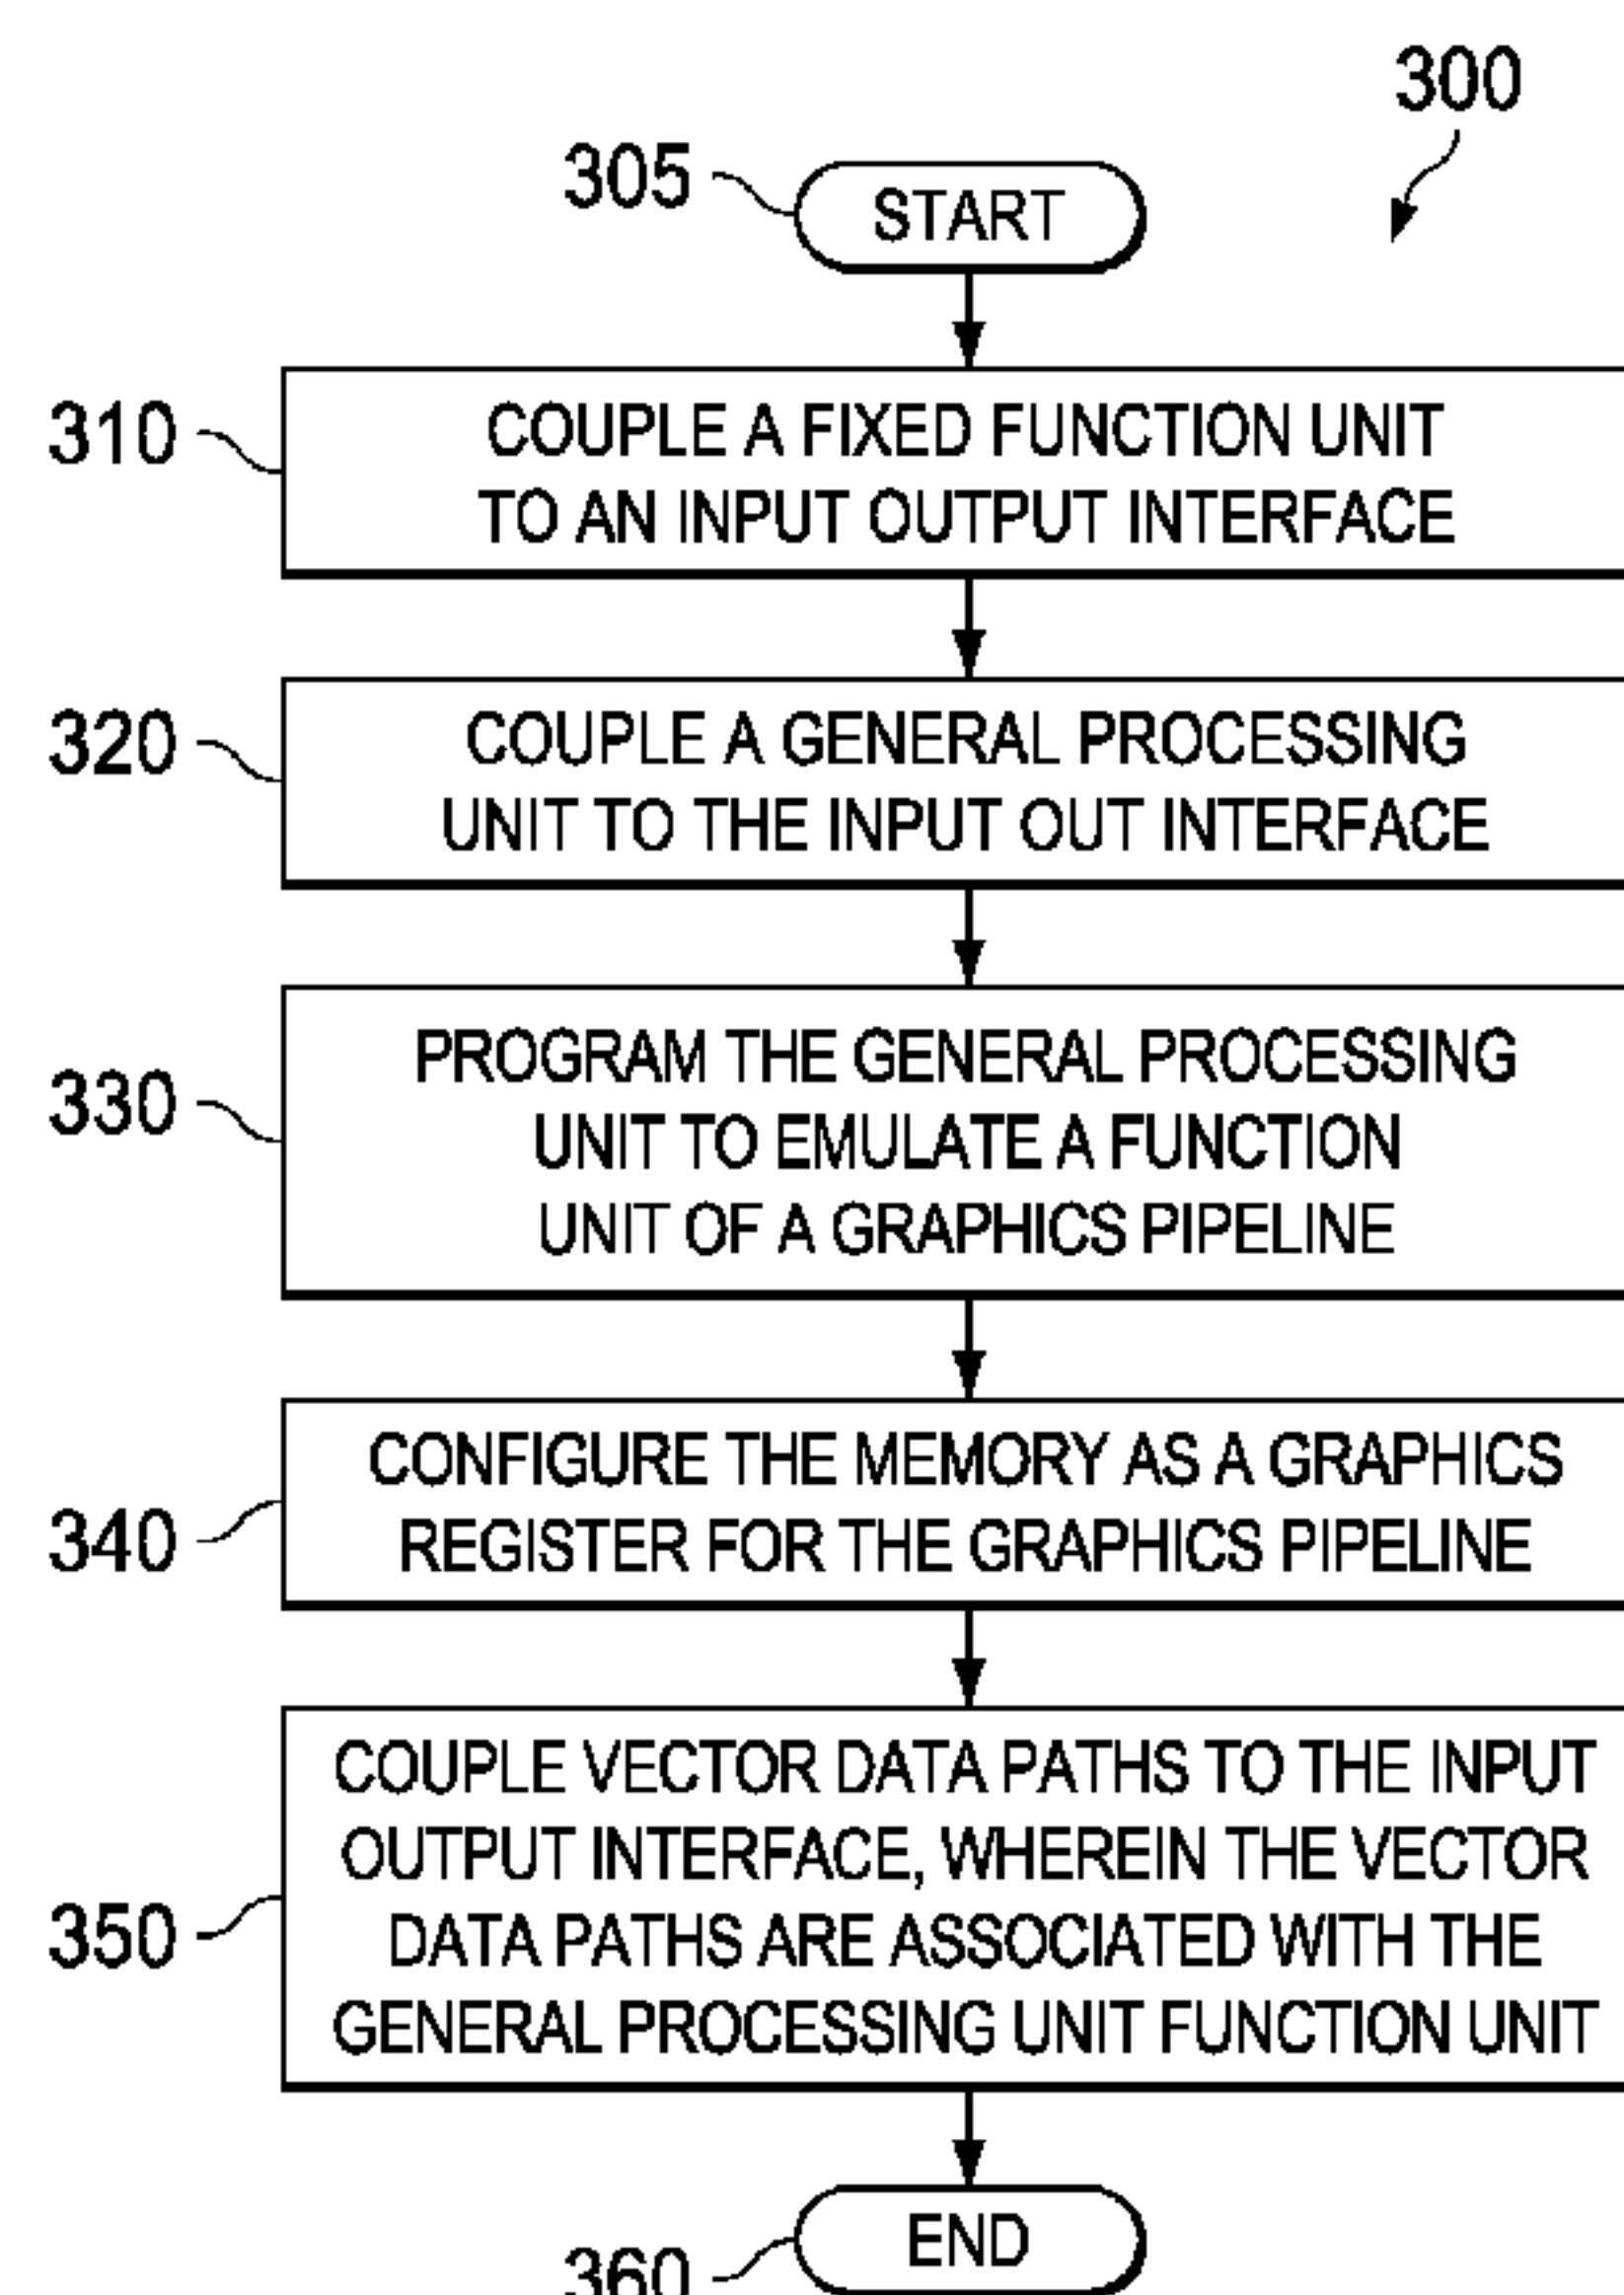 300
305
START
310
COUPLE A FIXED FUNCTION UNIT
TO AN INPUT OUTPUT INTERFACE
320
COUPLE A GENERAL PROCESSING
UNIT TO THE INPUT OUT INTERFACE
330
PROGRAM THE GENERAL PROCESSING
UNIT TO EMULATE A FUNCTION
UNIT OF A GRAPHICS PIPELINE
340
CONFIGURE THE MEMORY AS A GRAPHICS
REGISTER FOR THE GRAPHICS PIPELINE
350
COUPLE VECTOR DATA PATHS TO THE INPUT
OUTPUT INTERFACE, WHEREIN THE VECTOR
DATA PATHS ARE ASSOCIATED WITH THE
GENERAL PROCESSING UNIT FUNCTION UNIT
END
360